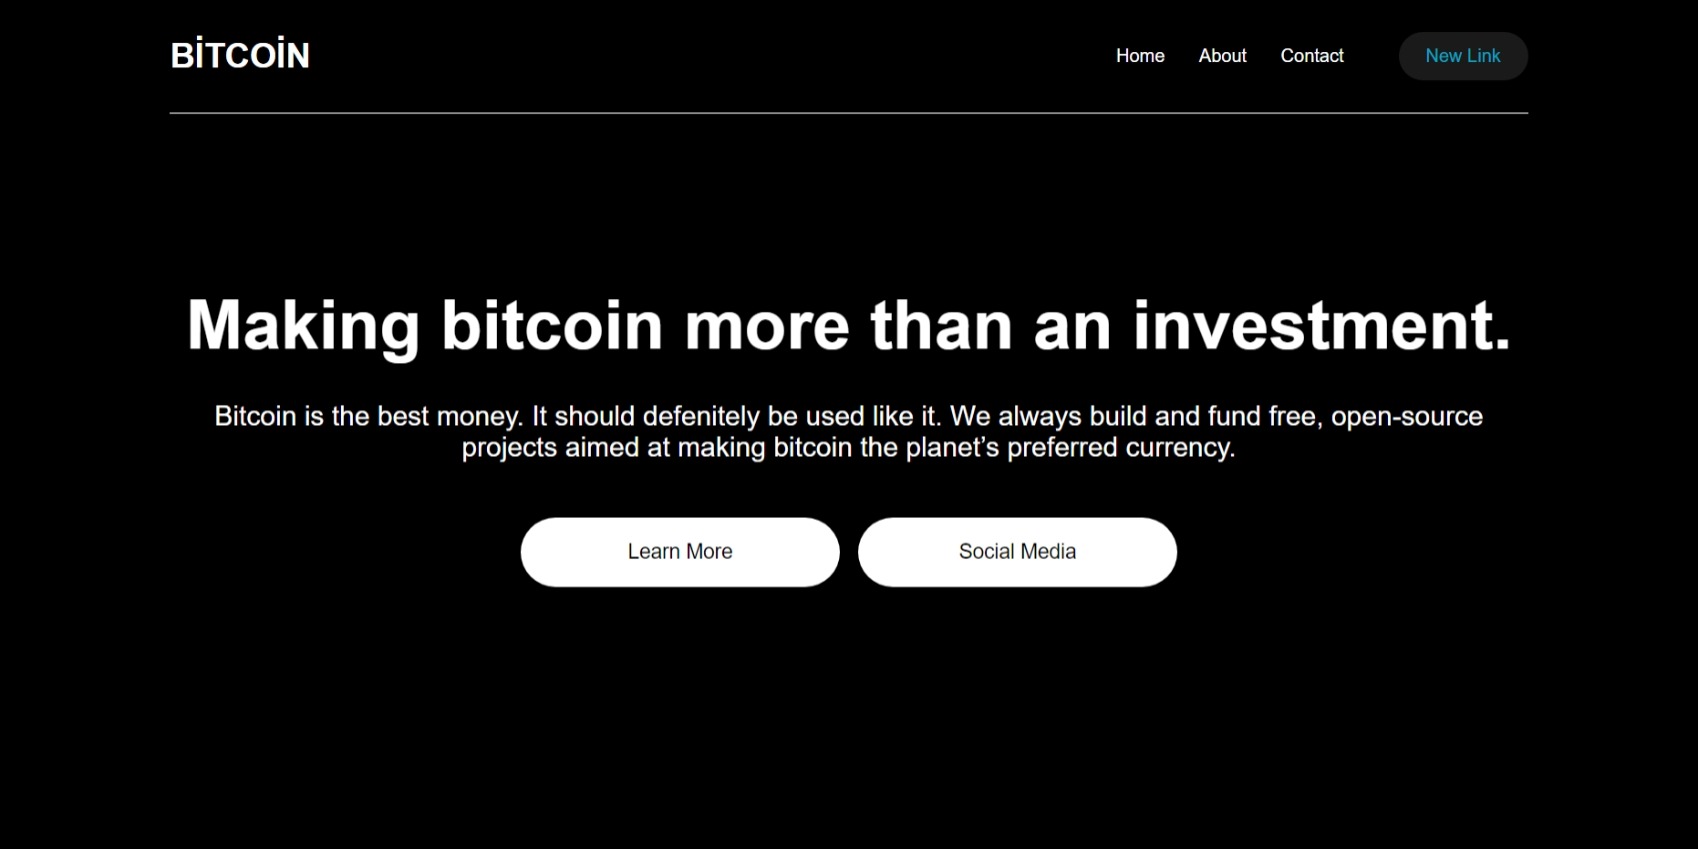 BİTCOİN
Home About Contact New Link
Making bitcoin more than an investment.
Bitcoin is the best money. It should defenitely be used like it. We always build and fund free, open-source
projects aimed at making bitcoin the planet’s preferred currency.
Learn More Social Media